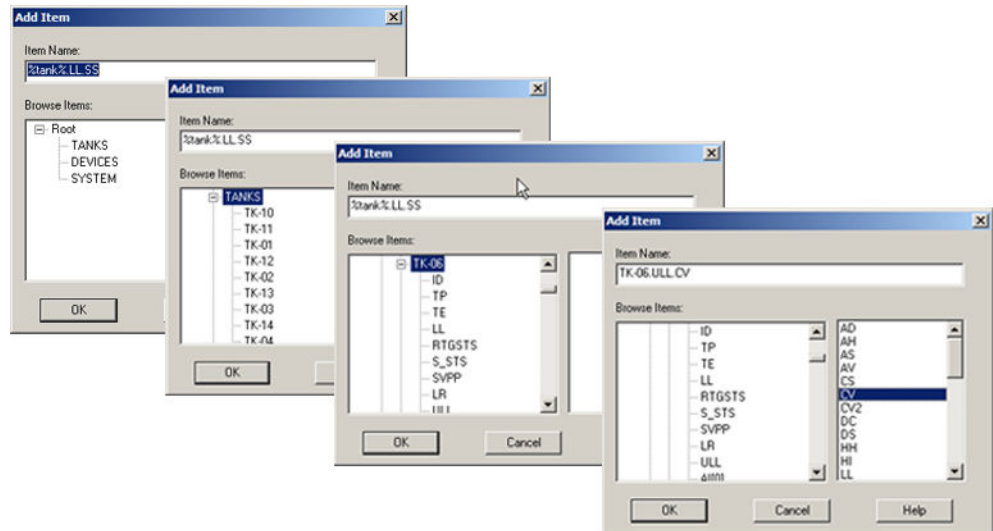 Add Item
Item Name:
%tank%.LL.SS
Browse Items:
Root
TANKS
DEVICES
SYSTEM
OK
Add Item
Item Name:
%tank%.LL.SS
Browse Items:
TANKS
TK-10
TK-11
TK-01
TK-12
TK-02
TK-13
TK-03
TK-14
TK-04
OK
Add Item
Item Name:
%tank%.LL.SS
Browse Items:
TK-06
ID
TP
TE
LL
RTGSTS
S_STS
SVPP
LR
ULL
OK
Cancel
Add Item
Item Name:
TK-06.ULL.CV
Browse Items:
ID
TP
TE
LL
RTGSTS
S_STS
SVPP
LR
ULL
AD
AH
AS
AV
CS
CV
CV2
DC
DS
HH
HI
LL
OK
Cancel
Help